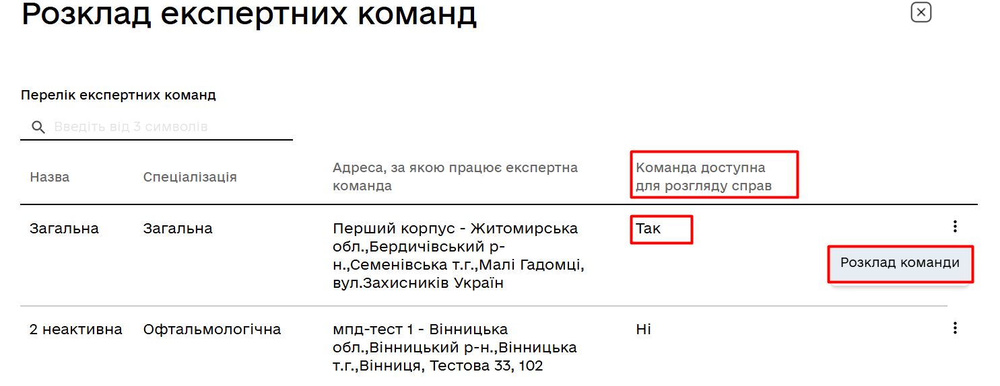 Розклад експертних команд
Перелік експертних команд
Введіть від 3 символів
Назва
Спеціалізація
Адреса, за якою працює експертна
команда
Команда доступна
для розгляду справ
Загальна
Загальна
Перший корпус - Житомирська
обл.,Бердичівський р-
н.,Семенівська т.г.,Малі Гадомці,
вул.Захисників Україн
Так
Розклад команди
2 неактивна
Офтальмологічна
мпд-тест 1 - Вінницька
обл.,Вінницький р-н.,Вінницька
т.г.,Вінниця, Тестова 33, 102
Ні